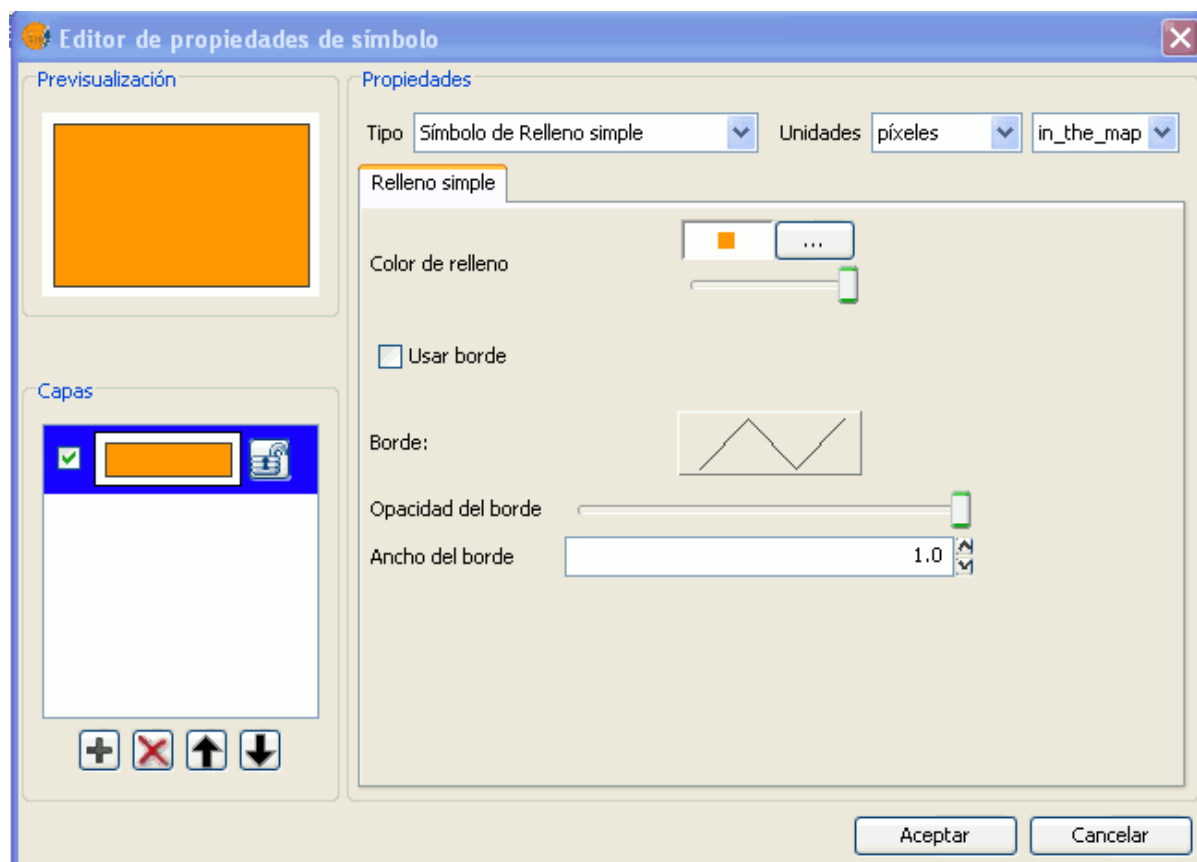 Editor de propiedades de símbolo
Previsualización
Propiedades
Tipo Símbolo de Relleno simple Unidades píxeles in_the_map
Relleno simple
Color de relleno ...
Usar borde
Capas
Borde:
Opacidad del borde
Ancho del borde 1.0
Aceptar Cancelar